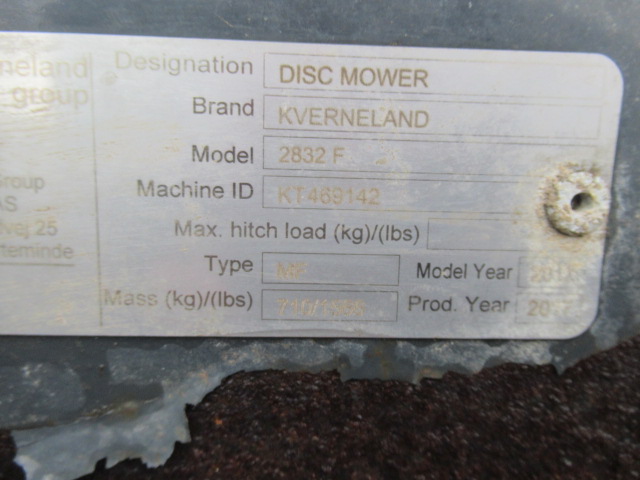 Designation DISC MOWER
neland group
Brand KVERNELAND
Model 2832 F
Machine ID KT469142
Group
AS
vej 25
rteminde
Max. hitch load (kg)/(lbs)
Type Model Year
Mass (kg)/(lbs) Prod. Year